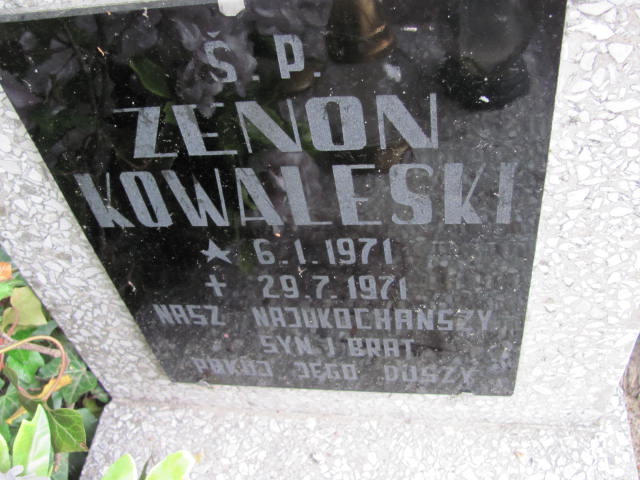 Ś. P.
ZENON
KOWALESKI
★ 6.1.1971
+ 29.7.1971
NASZ NAJUKOCHAŃSZY
SYN I BRAT
POKÓJ JEGO DUSZY